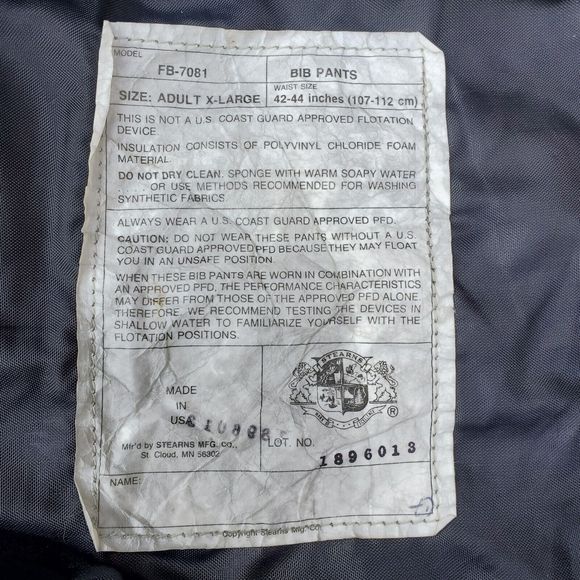 MODEL
FB-7081
BIB PANTS
SIZE: ADULT X-LARGE
WAIST SIZE
42-44 inches (107-112 cm)
THIS IS NOT A U.S. COAST GUARD APPROVED FLOTATION
DEVICE.
INSULATION CONSISTS OF POLYVINYL CHLORIDE FOAM
MATERIAL.
DO NOT DRY CLEAN. SPONGE WITH WARM SOAPY WATER
. . . . OR USE METHODS RECOMMENDED FOR WASHING
SYNTHETIC FABRICS.
ALWAYS WEAR A U.S. COAST GUARD APPROVED PFD.
CAUTION: DO NOT WEAR THESE PANTS WITHOUT A U.S.
COAST GUARD APPROVED PFD BECAUSE THEY MAY FLOAT
YOU IN AN UNSAFE POSITION.
WHEN THESE BIB PANTS ARE WORN IN COMBINATION WITH
AN APPROVED PFD, THE PERFORMANCE CHARACTERISTICS
MAY DIFFER FROM THOSE OF THE APPROVED PFD ALONE.
THEREFORE, WE RECOMMEND TESTING THE DEVICES IN
SHALLOW WATER TO FAMILIARIZE YOURSELF WITH THE
FLOTATION POSITIONS.
STEARNS
®
MADE
IN
USA
Mfr'd by STEARNS MFG. CO.,
St. Cloud, MN 56302
LOT. NO.
1896013
NAME:
© Copyright Stearns Mfg. Co.